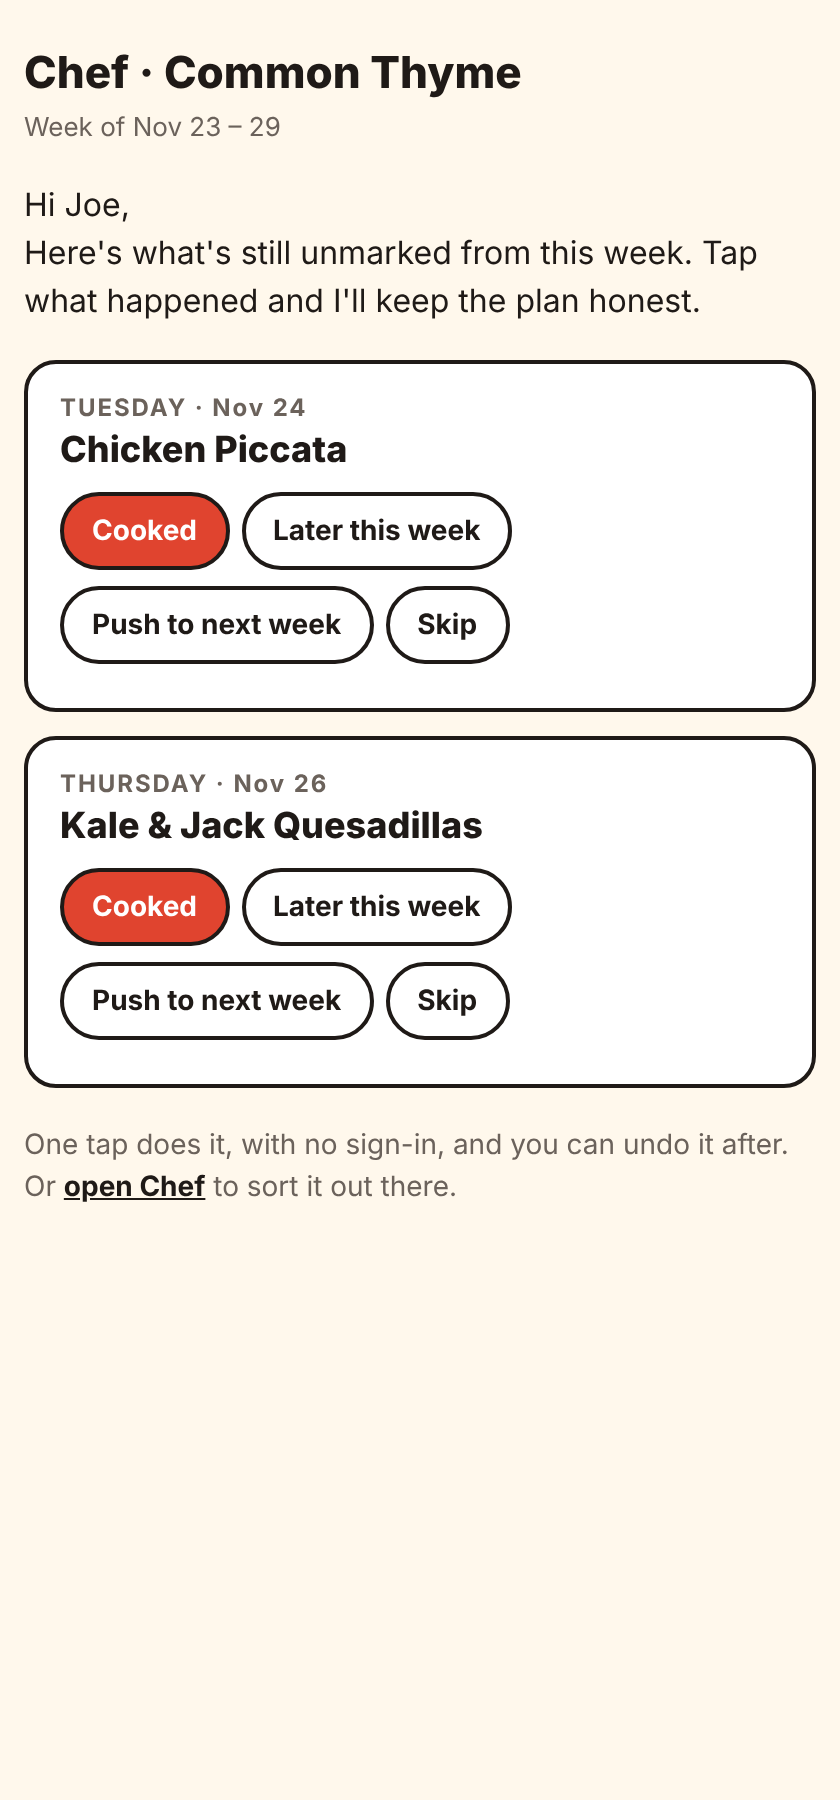 Chef · Common Thyme
Week of Nov 23 – 29
Hi Joe,
Here's what's still unmarked from this week. Tap
what happened and I'll keep the plan honest.
TUESDAY · Nov 24
Chicken Piccata
Cooked
Later this week
Push to next week
Skip
THURSDAY · Nov 26
Kale & Jack Quesadillas
Cooked
Later this week
Push to next week
Skip
One tap does it, with no sign-in, and you can undo it after.
Or open Chef to sort it out there.